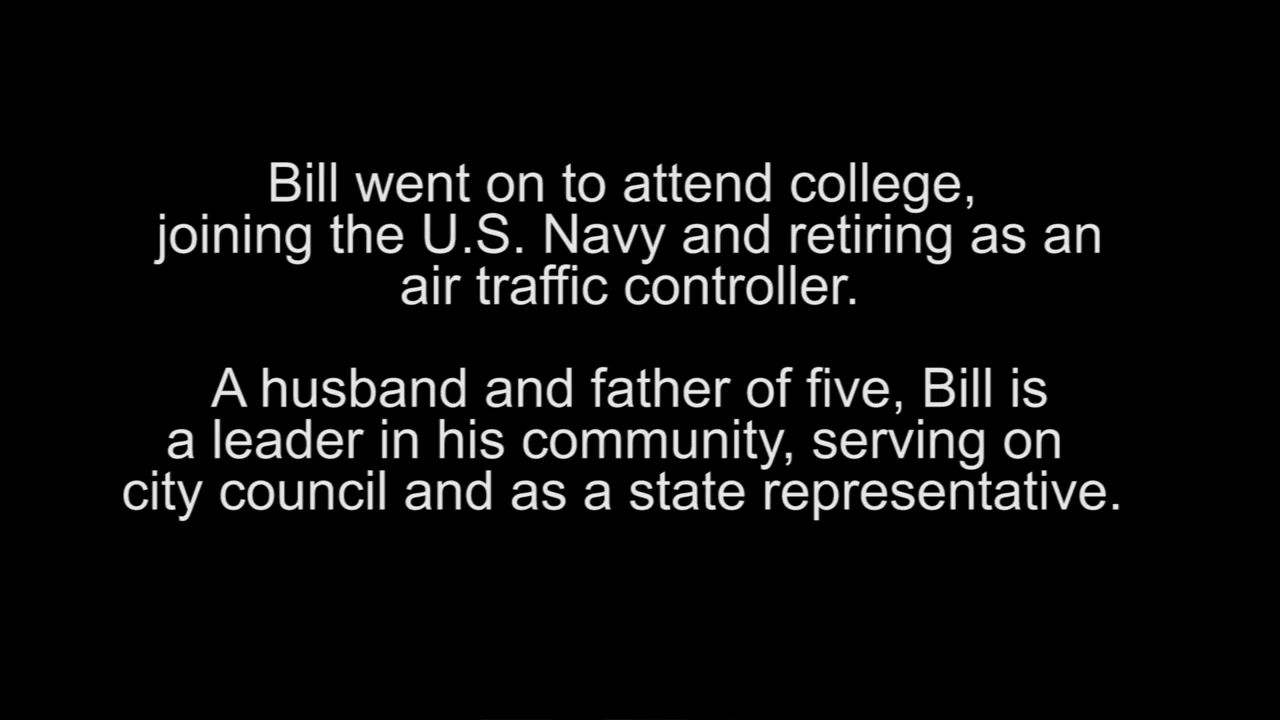 Bill went on to attend college,
joining the U.S. Navy and retiring as an
air traffic controller.
A husband and father of five, Bill is
a leader in his community, serving on
city council and as a state representative.